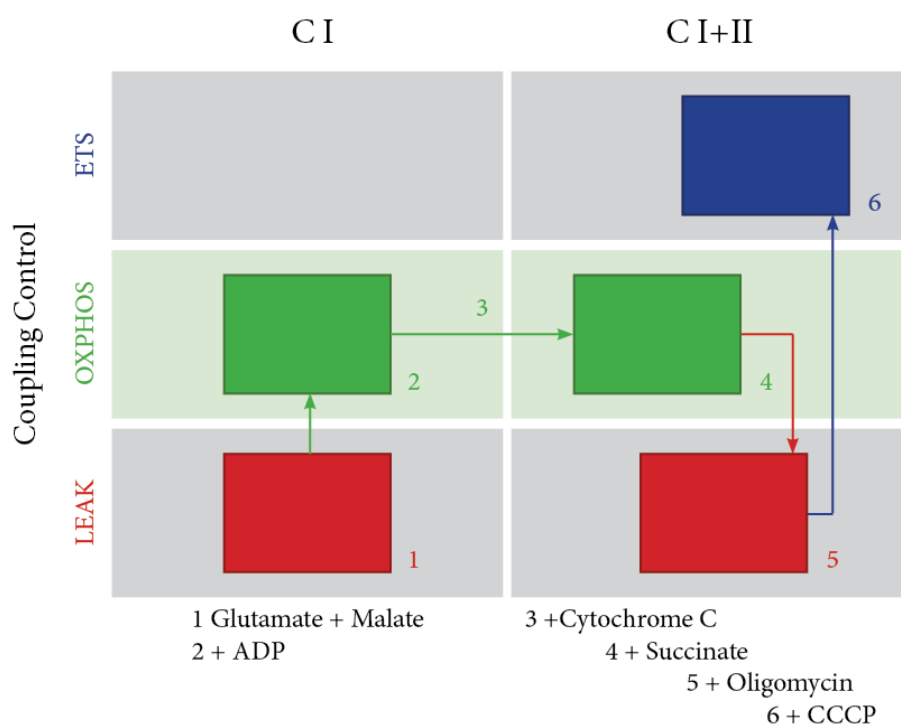 C I
C I+II
Coupling Control
ETS
6
OXPHOS
3
2
4
LEAK
1
5
1 Glutamate + Malate
2 + ADP
3 +Cytochrome C
4 + Succinate
5 + Oligomycin
6 + CCCP